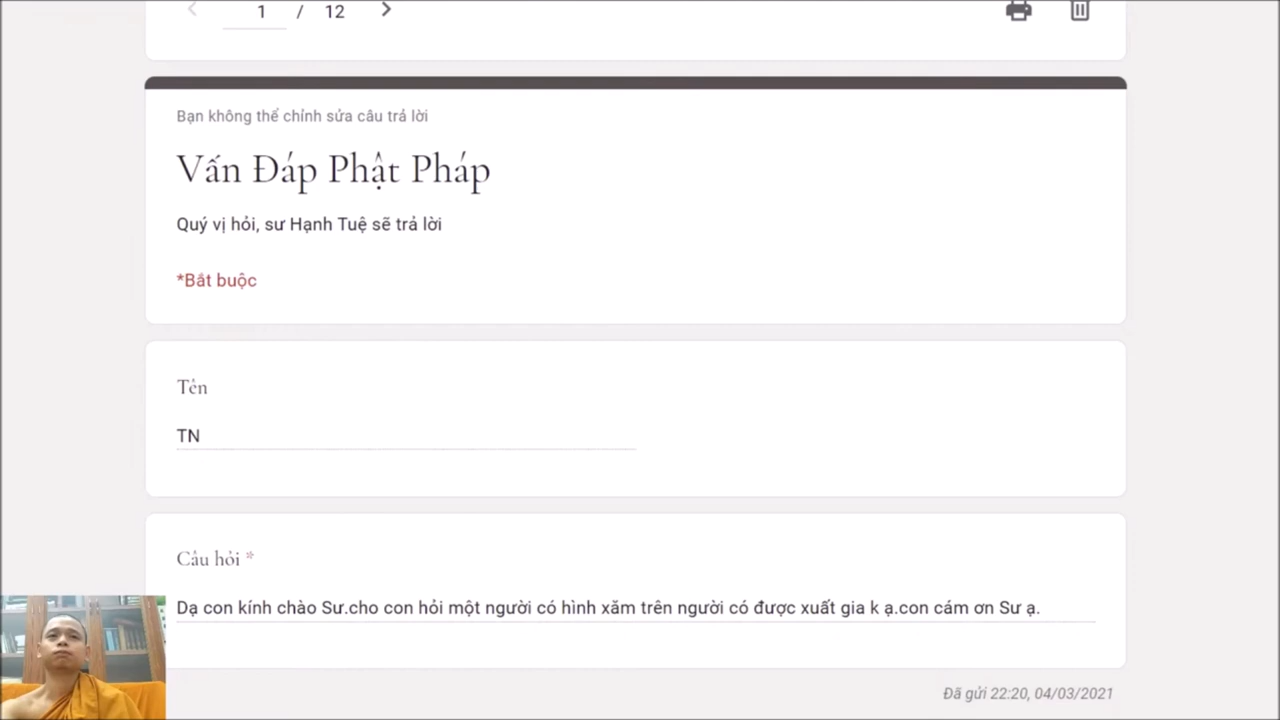 1 / 12
Bạn không thể chỉnh sửa câu trả lời
Vấn Đáp Phật Pháp
Quý vị hỏi, sư Hạnh Tuệ sẽ trả lời
*Bắt buộc
Tên
TN
Câu hỏi *
Dạ con kính chào Sư.cho con hỏi một người có hình xăm trên người có được xuất gia k ạ.con cám ơn Sư ạ.
Đã gửi 22:20, 04/03/2021